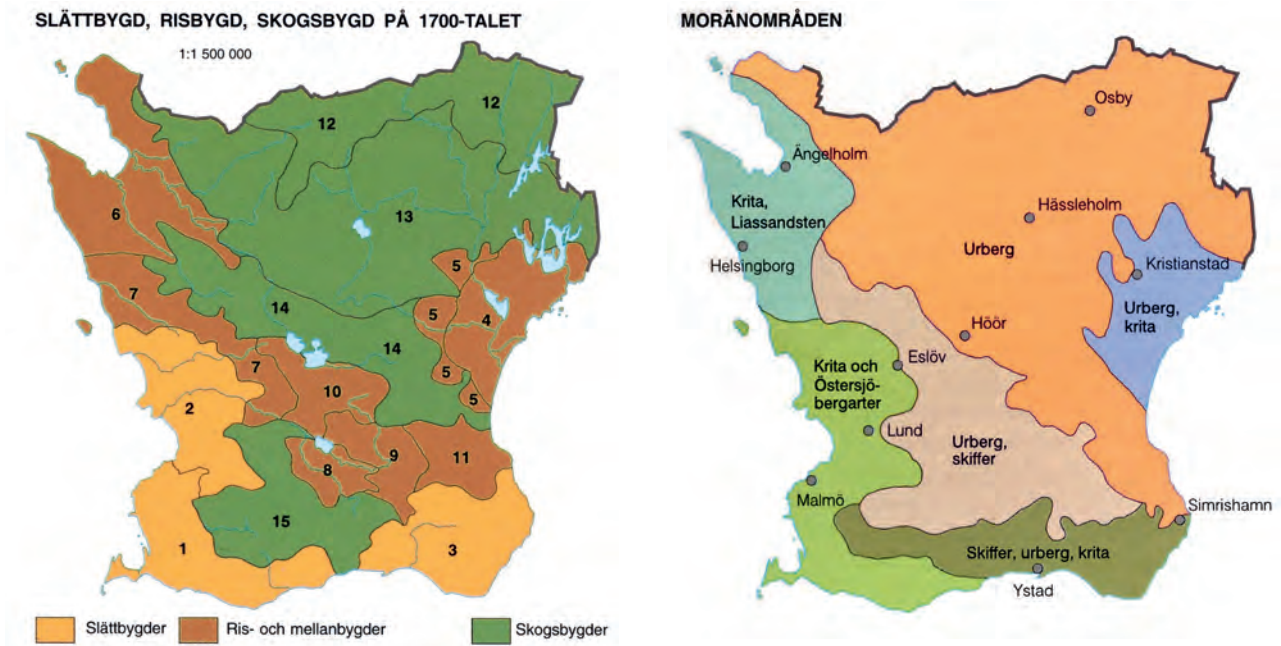 SLÄTTBYGD, RISBYGD, SKOGSBYGD PÅ 1700-TALET
1:1 500 000
12
12
13
6
5
5
4
7
14
14
5
5
7
10
2
9
11
8
15
1
3
Slättbygder
Ris- och mellanbygder
Skogsbygder
MORÄNOMRÅDEN
Osby
Ängelholm
Krita,
Liassandsten
Hässleholm
Urberg
Helsingborg
Kristianstad
Urberg,
krita
Höör
Eslöv
Krita och
Östersjö-
bergarter
Lund
Urberg,
skiffer
Malmö
Simrishamn
Skiffer, urberg, krita
Ystad